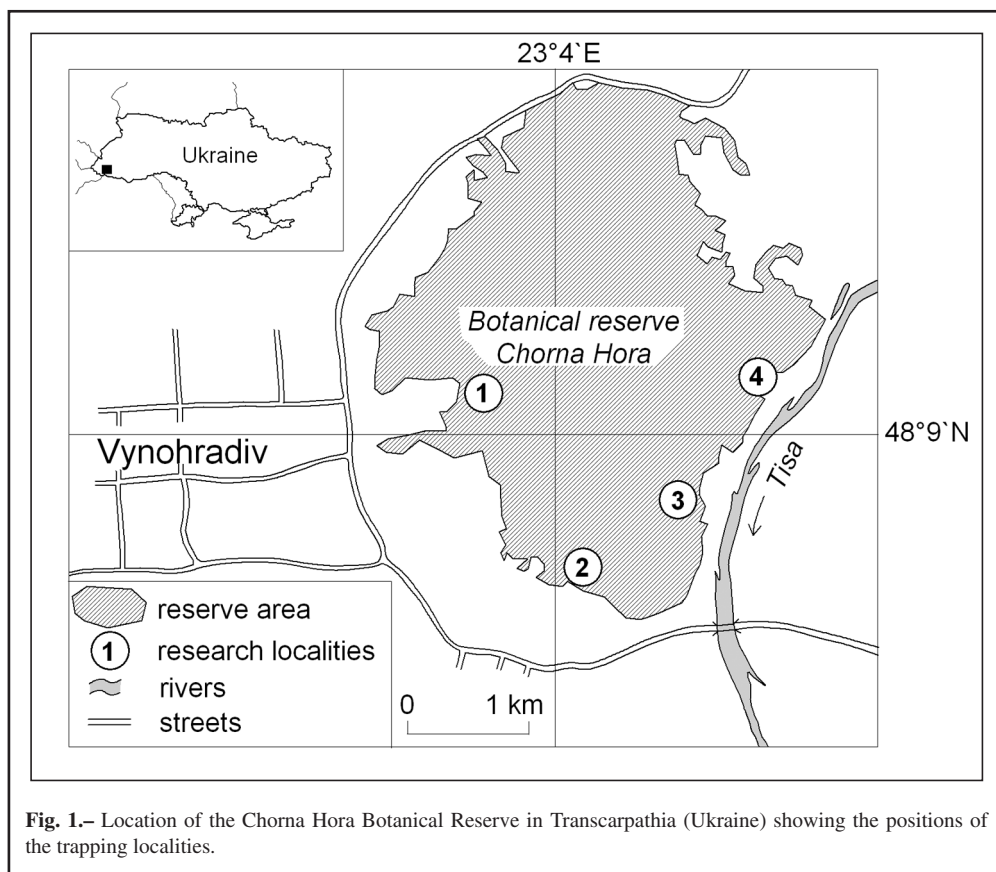 23°4`E
Ukraine
Botanical reserve
Chorna Hora
1
4
48°9`N
Vynohradiv
Tisa
3
2
reserve area
1 research localities
rivers
streets
0 1 km
Fig. 1.– Location of the Chorna Hora Botanical Reserve in Transcarpathia (Ukraine) showing the positions of
the trapping localities.